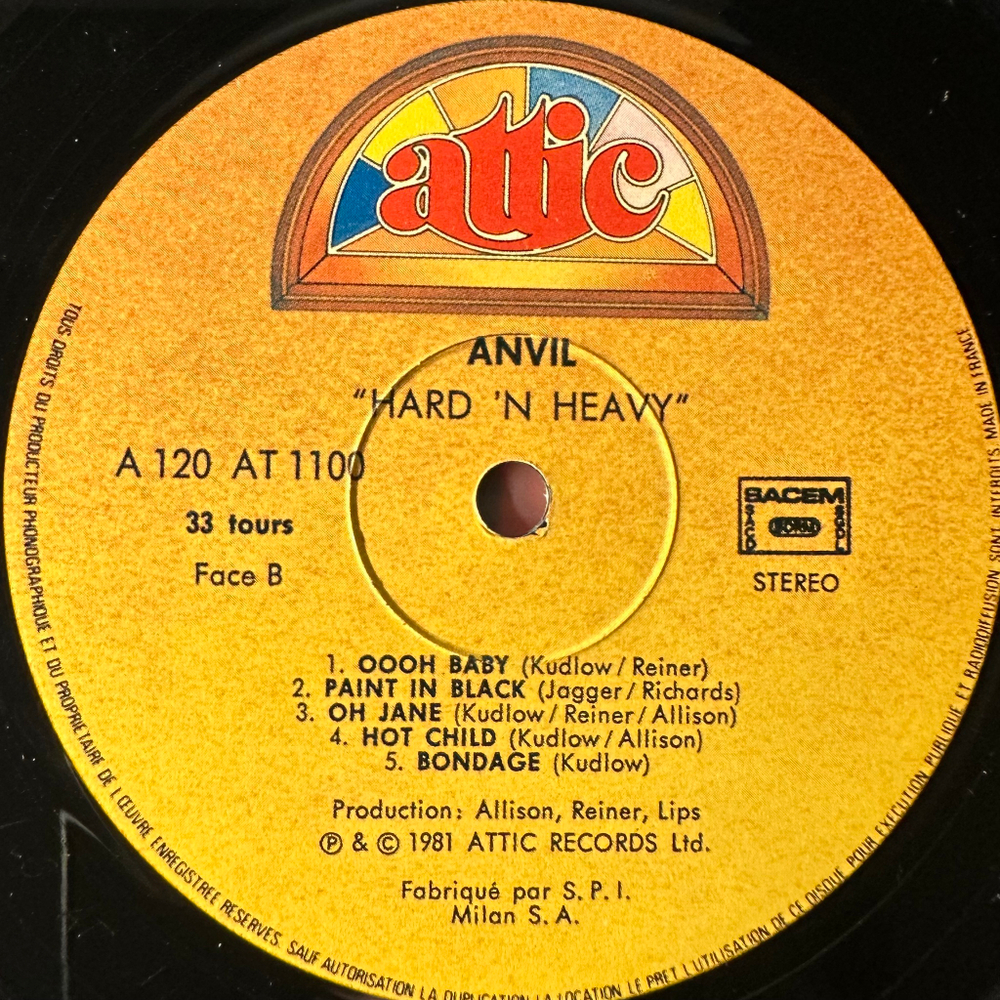 attic
ANVIL
"HARD 'N HEAVY"
A 120 AT 1100
33 tours
Face B
SACEM
STEREO
1. OOOH BABY (Kudlow / Reiner)
2. PAINT IN BLACK (Jagger / Richards)
3. OH JANE (Kudlow / Reiner / Allison)
4. HOT CHILD (Kudlow / Allison)
5. BONDAGE (Kudlow)
Production: Allison, Reiner, Lips
℗ & © 1981 ATTIC RECORDS Ltd.
Fabriqué par S. P. I.
Milan S. A.
TOUS DROITS DU PRODUCTEUR PHONOGRAPHIQUE ET DU PROPRIETAIRE DE L'ŒUVRE ENREGISTREE RESERVES. SAUF AUTORISATION LA DUPLICATION LA LOCATION LE PRET L'UTILISATION DE CE DISQUE POUR EXECUTION PUBLIQUE ET RADIODIFFUSION SONT INTERDITS. MADE IN FRANCE